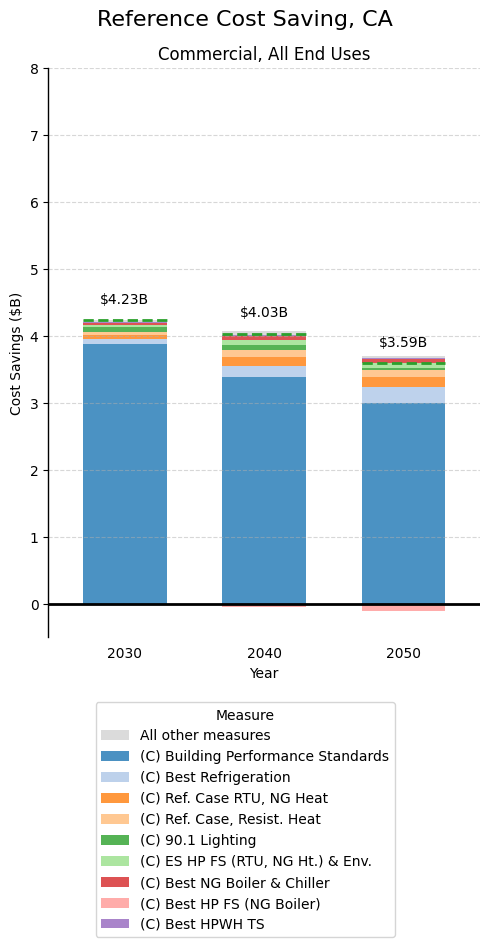 Reference Cost Saving, CA
Commercial, All End Uses
8
7
6
5
4
3
2
1
0
Cost Savings ($B)
$4.23B
$4.03B
$3.59B
2030
2040
2050
Year
Measure
All other measures
(C) Building Performance Standards
(C) Best Refrigeration
(C) Ref. Case RTU, NG Heat
(C) Ref. Case, Resist. Heat
(C) 90.1 Lighting
(C) ES HP FS (RTU, NG Ht.) & Env.
(C) Best NG Boiler & Chiller
(C) Best HP FS (NG Boiler)
(C) Best HPWH TS